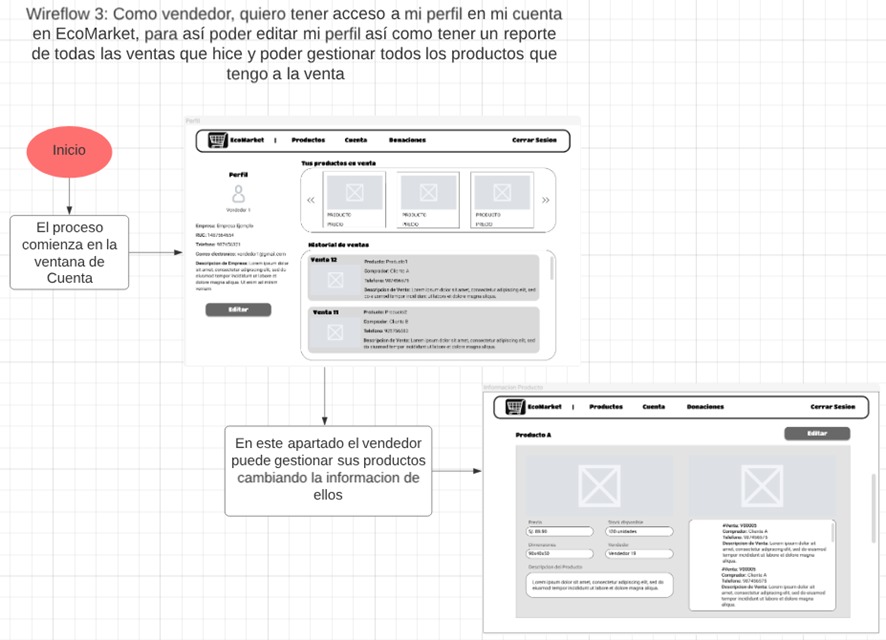 Wireflow 3: Como vendedor, quiero tener acceso a mi perfil en mi cuenta
en EcoMarket, para así poder editar mi perfil así como tener un reporte
de todas las ventas que hice y poder gestionar todos los productos que
tengo a la venta
Inicio
El proceso
comienza en la
ventana de
Cuenta
Perfil
EcoMarket | Productos Cuenta Donaciones Cerrar Sesion
Perfil
Vendedor 1
Empresa: Empresa Ejemplo
RUC:
Telefono:
Correo electronico: vendedor1@gmail.com
Descripcion de Empresa: Lorem ipsum dolor
sit amet, consectetur adipiscing elit, sed do
eiusmod tempor incididunt ut labore et
dolore magna aliqua. Ut enim ad minim
veniam.
Editar
Tus productos en venta
« PRODUCTO PRODUCTO PRODUCTO »
PRECIO PRECIO PRECIO
Historial de ventas
Venta 12
Producto: Producto1
Comprador: Cliente A
Telefono: 987456673
Descripcion de Venta: Lorem ipsum dolor sit amet, consectetur adipiscing elit, sed
do eiusmod tempor incididunt ut labore et dolore magna aliqua.
Venta 11
Producto: Producto2
Comprador: Cliente B
Telefono:
Descripcion de Venta: Lorem ipsum dolor sit amet, consectetur adipiscing elit, sed
do eiusmod tempor incididunt ut labore et dolore magna aliqua.
En este apartado el vendedor
puede gestionar sus productos
cambiando la informacion de
ellos
Informacion Producto
EcoMarket | Productos Cuenta Donaciones Cerrar Sesion
Producto A
Editar
Precio
S/. 89.99
Stock disponible
150 unidades
Dimensiones
90x40x50
Vendedor
Vendedor 18
Descripcion del Producto
Lorem ipsum dolor sit amet, consectetur adipiscing elit, sed do
eiusmod tempor incididunt ut labore et dolore magna aliqua.
#Venta: V00005
Comprador: Cliente A
Telefono: 987456673
Descripcion de Venta: Lorem ipsum dolor sit
amet, consectetur adipiscing elit, sed do eiusmod
tempor incididunt ut labore et dolore magna
aliqua.
#Venta: V00005
Comprador: Cliente A
Telefono: 987456673
Descripcion de Venta: Lorem ipsum dolor sit
amet, consectetur adipiscing elit, sed do eiusmod
tempor incididunt ut labore et dolore magna
aliqua.